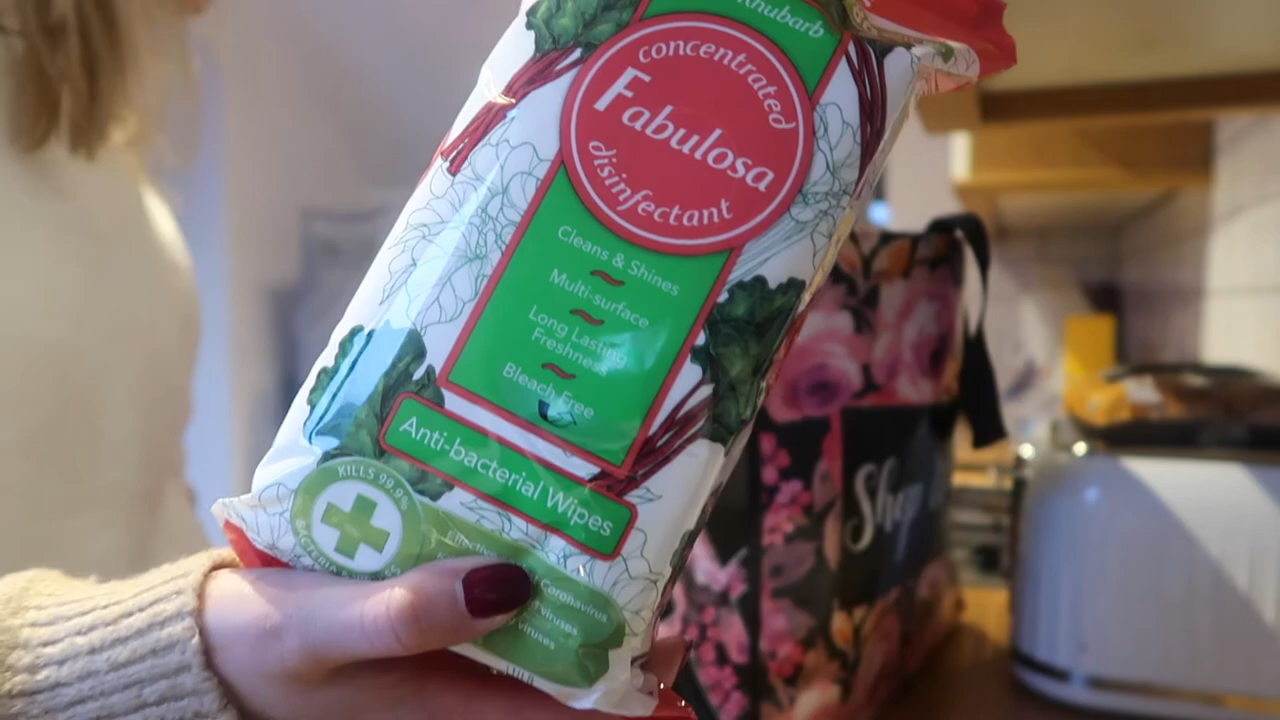 Rhubarb
concentrated
Fabulosa
disinfectant
Cleans & Shines
Multi-surface
Long Lasting
Freshness
Bleach Free
Anti-bacterial Wipes
KILLS 99.9%
Coronavirus
viruses
viruses